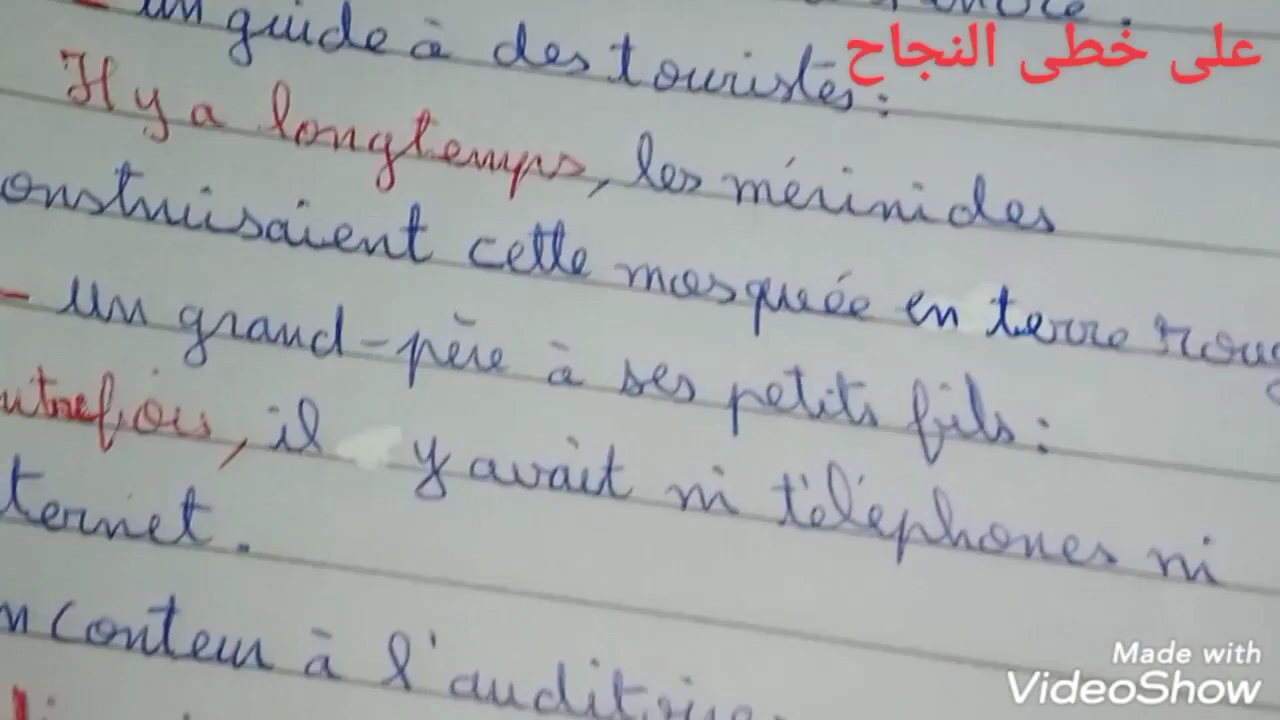 un guide à des touristes:
على خطى النجاح
Il y a longtemps, les mérinides
onstruisaient cette mosquée en terre roug
- un grand-père à ses petits fils:
utrefois, il y avait ni téléphones ni
ternet.
n conteur à l'auditoire
Made with
VideoShow